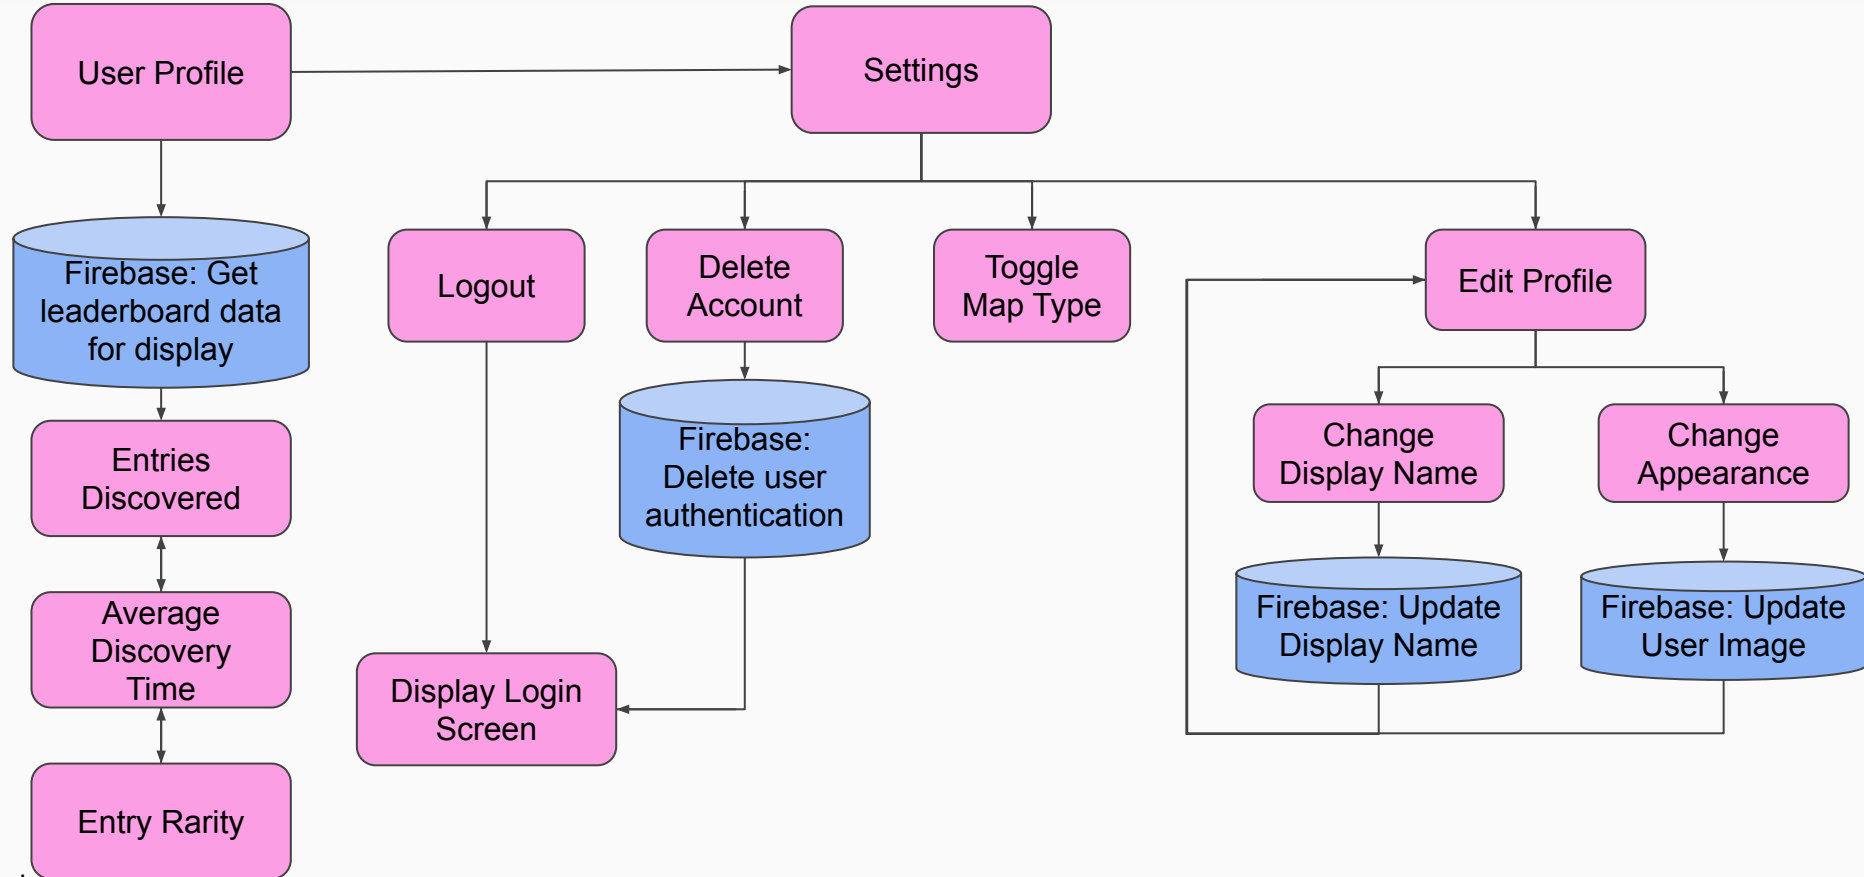 User Profile
Settings
Firebase: Get
leaderboard data
for display
Logout
Delete
Account
Toggle
Map Type
Edit Profile
Entries
Discovered
Firebase:
Delete user
authentication
Change
Display Name
Change
Appearance
Average
Discovery
Time
Firebase: Update
Display Name
Firebase: Update
User Image
Display Login
Screen
Entry Rarity